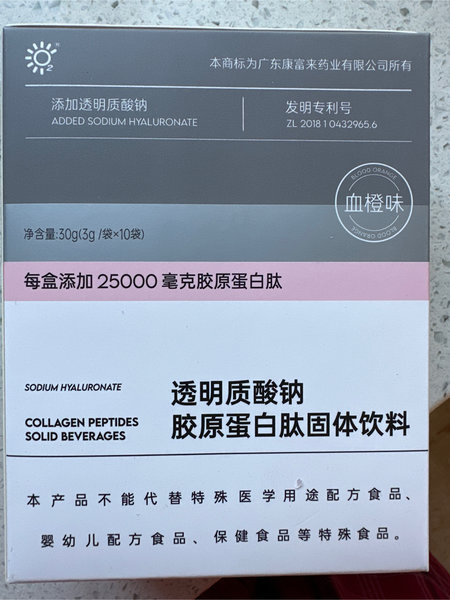 本商标为广东康富来药业有限公司所有
添加透明质酸钠
ADDED SODIUM HYALURONATE
发明专利号
ZL 2018 1 0432965.6
BLOOD ORANGE
血橙味
BLOOD ORANGE
净含量:30g(3g /袋×10袋)
每盒添加 25000 毫克胶原蛋白肽
SODIUM HYALURONATE
透明质酸钠
COLLAGEN PEPTIDES
SOLID BEVERAGES
胶原蛋白肽固体饮料
本产品不能代替特殊医学用途配方食品、
婴幼儿配方食品、保健食品等特殊食品。